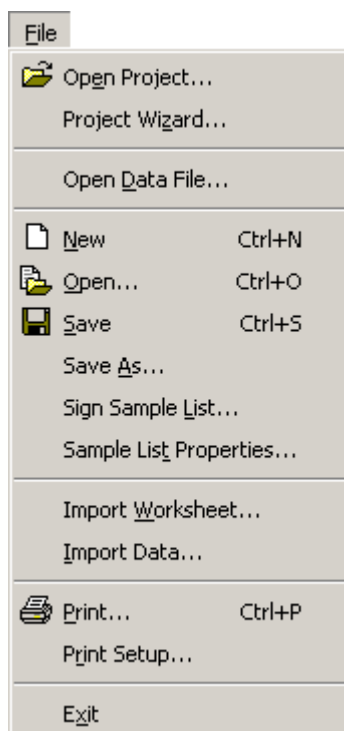 File
Open Project...
Project Wizard...
Open Data File...
New Ctrl+N
Open... Ctrl+O
Save Ctrl+S
Save As...
Sign Sample List...
Sample List Properties...
Import Worksheet...
Import Data...
Print... Ctrl+P
Print Setup...
Exit